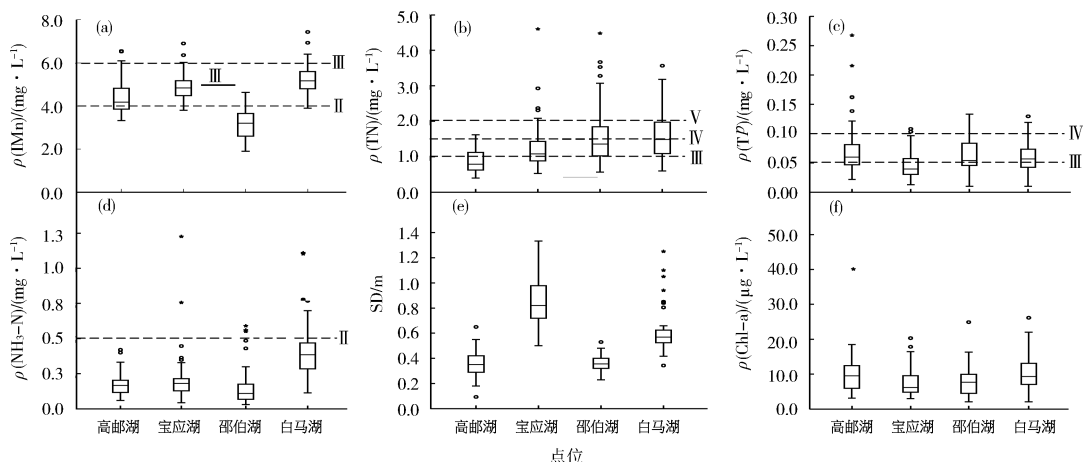 (a)
ρ(IMn)/(mg·L⁻¹)
8.0
6.0
4.0
2.0
0.0
Ⅲ
Ⅲ
Ⅱ
(b)
ρ(TN)/(mg·L⁻¹)
5.0
4.0
3.0
2.0
1.0
0.0
Ⅴ
Ⅳ
Ⅲ
(c)
ρ(TP)/(mg·L⁻¹)
0.30
0.25
0.20
0.15
0.10
0.05
0.00
Ⅳ
Ⅲ
(d)
ρ(NH₃-N)/(mg·L⁻¹)
1.3
1.0
0.8
0.5
0.3
0.0
Ⅱ
高邮湖 宝应湖 邵伯湖 白马湖
(e)
SD/m
1.4
1.2
1.0
0.8
0.6
0.4
0.2
0.0
高邮湖 宝应湖 邵伯湖 白马湖
(f)
ρ(Chl-a)/(μg·L⁻¹)
50.0
40.0
30.0
20.0
10.0
0.0
高邮湖 宝应湖 邵伯湖 白马湖
点位